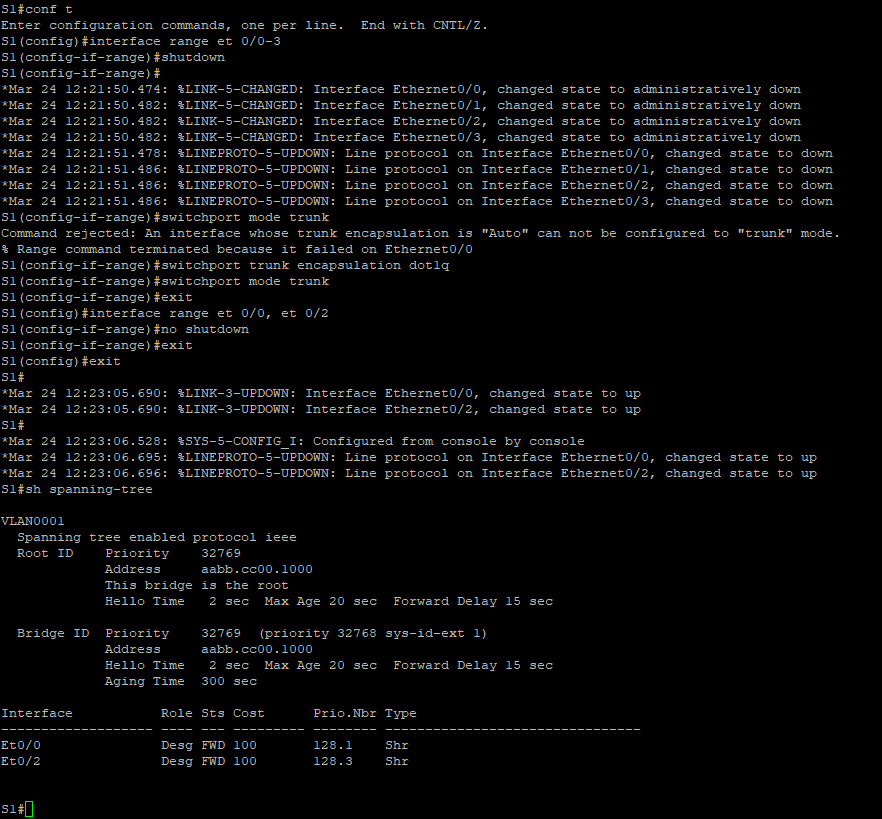 S1#conf t
Enter configuration commands, one per line.  End with CNTL/Z.
S1(config)#interface range et 0/0-3
S1(config-if-range)#shutdown
S1(config-if-range)#
*Mar 24 12:21:50.474: %LINK-5-CHANGED: Interface Ethernet0/0, changed state to administratively down
*Mar 24 12:21:50.482: %LINK-5-CHANGED: Interface Ethernet0/1, changed state to administratively down
*Mar 24 12:21:50.482: %LINK-5-CHANGED: Interface Ethernet0/2, changed state to administratively down
*Mar 24 12:21:50.482: %LINK-5-CHANGED: Interface Ethernet0/3, changed state to administratively down
*Mar 24 12:21:51.478: %LINEPROTO-5-UPDOWN: Line protocol on Interface Ethernet0/0, changed state to down
*Mar 24 12:21:51.486: %LINEPROTO-5-UPDOWN: Line protocol on Interface Ethernet0/1, changed state to down
*Mar 24 12:21:51.486: %LINEPROTO-5-UPDOWN: Line protocol on Interface Ethernet0/2, changed state to down
*Mar 24 12:21:51.486: %LINEPROTO-5-UPDOWN: Line protocol on Interface Ethernet0/3, changed state to down
S1(config-if-range)#switchport mode trunk
Command rejected: An interface whose trunk encapsulation is "Auto" can not be configured to "trunk" mode.
% Range command terminated because it failed on Ethernet0/0
S1(config-if-range)#switchport trunk encapsulation dot1q
S1(config-if-range)#switchport mode trunk
S1(config-if-range)#exit
S1(config)#interface range et 0/0, et 0/2
S1(config-if-range)#no shutdown
S1(config-if-range)#exit
S1(config)#exit
S1#
*Mar 24 12:23:05.690: %LINK-3-UPDOWN: Interface Ethernet0/0, changed state to up
*Mar 24 12:23:05.690: %LINK-3-UPDOWN: Interface Ethernet0/2, changed state to up
S1#
*Mar 24 12:23:06.528: %SYS-5-CONFIG_I: Configured from console by console
*Mar 24 12:23:06.695: %LINEPROTO-5-UPDOWN: Line protocol on Interface Ethernet0/0, changed state to up
*Mar 24 12:23:06.696: %LINEPROTO-5-UPDOWN: Line protocol on Interface Ethernet0/2, changed state to up
S1#sh spanning-tree

VLAN0001
  Spanning tree enabled protocol ieee
  Root ID    Priority    32769
             Address     aabb.cc00.1000
             This bridge is the root
             Hello Time   2 sec  Max Age 20 sec  Forward Delay 15 sec

  Bridge ID  Priority    32769  (priority 32768 sys-id-ext 1)
             Address     aabb.cc00.1000
             Hello Time   2 sec  Max Age 20 sec  Forward Delay 15 sec
             Aging Time  300 sec

Interface           Role Sts Cost      Prio.Nbr Type
------------------- ---- --- --------- -------- --------------------------------
Et0/0               Desg FWD 100       128.1    Shr
Et0/2               Desg FWD 100       128.3    Shr

S1#